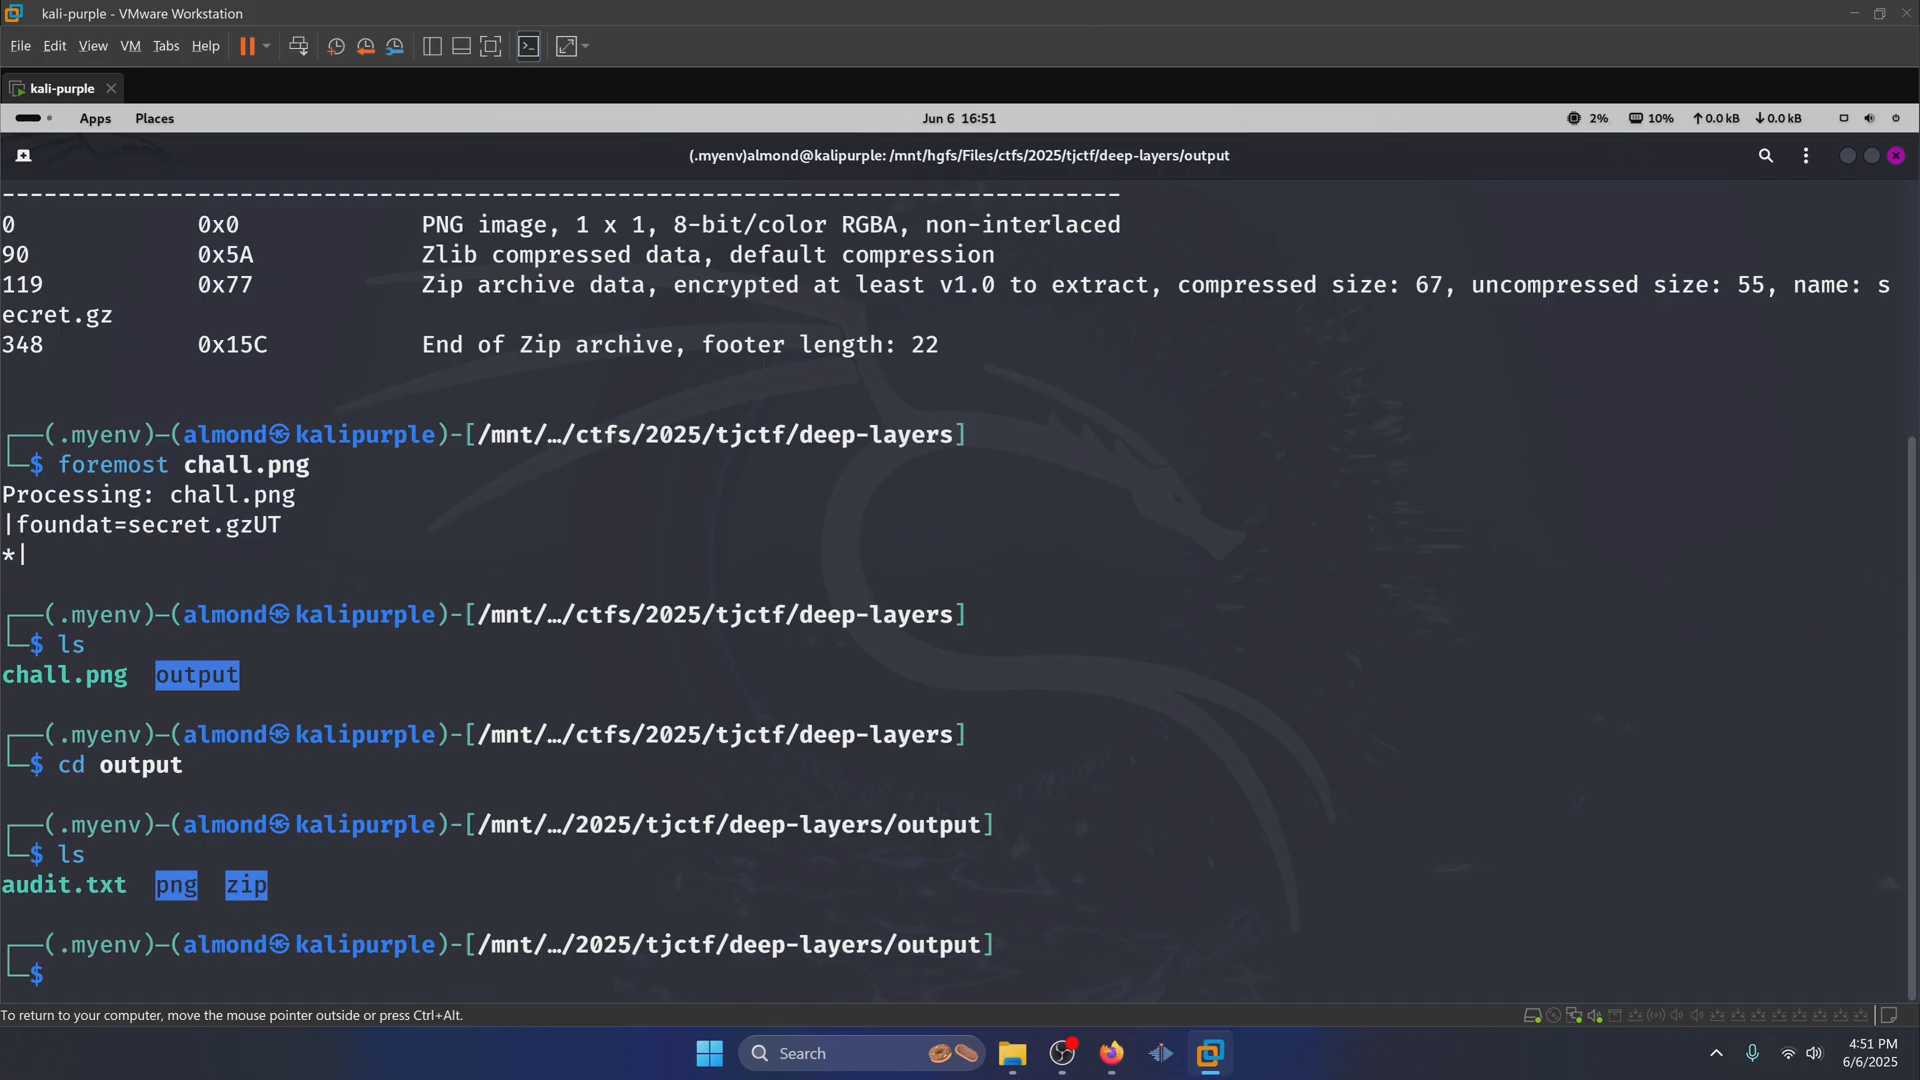 kali-purple - VMware Workstation
File Edit View VM Tabs Help
kali-purple
Apps Places Jun 6 16:51 2% 10% ↑0.0 kB ↓0.0 kB
(.myenv)almond@kalipurple: /mnt/hgfs/Files/ctfs/2025/tjctf/deep-layers/output
--------------------------------------------------------------------------------
0 0x0 PNG image, 1 x 1, 8-bit/color RGBA, non-interlaced
90 0x5A Zlib compressed data, default compression
119 0x77 Zip archive data, encrypted at least v1.0 to extract, compressed size: 67, uncompressed size: 55, name: s
ecret.gz
348 0x15C End of Zip archive, footer length: 22
┌──(.myenv)─(almond㉿kalipurple)-[/mnt/…/ctfs/2025/tjctf/deep-layers]
└─$ foremost chall.png
Processing: chall.png
|foundat=secret.gzUT
*|
┌──(.myenv)─(almond㉿kalipurple)-[/mnt/…/ctfs/2025/tjctf/deep-layers]
└─$ ls
chall.png output
┌──(.myenv)─(almond㉿kalipurple)-[/mnt/…/ctfs/2025/tjctf/deep-layers]
└─$ cd output
┌──(.myenv)─(almond㉿kalipurple)-[/mnt/…/2025/tjctf/deep-layers/output]
└─$ ls
audit.txt png zip
┌──(.myenv)─(almond㉿kalipurple)-[/mnt/…/2025/tjctf/deep-layers/output]
└─$
To return to your computer, move the mouse pointer outside or press Ctrl+Alt.
Search
4:51 PM
6/6/2025